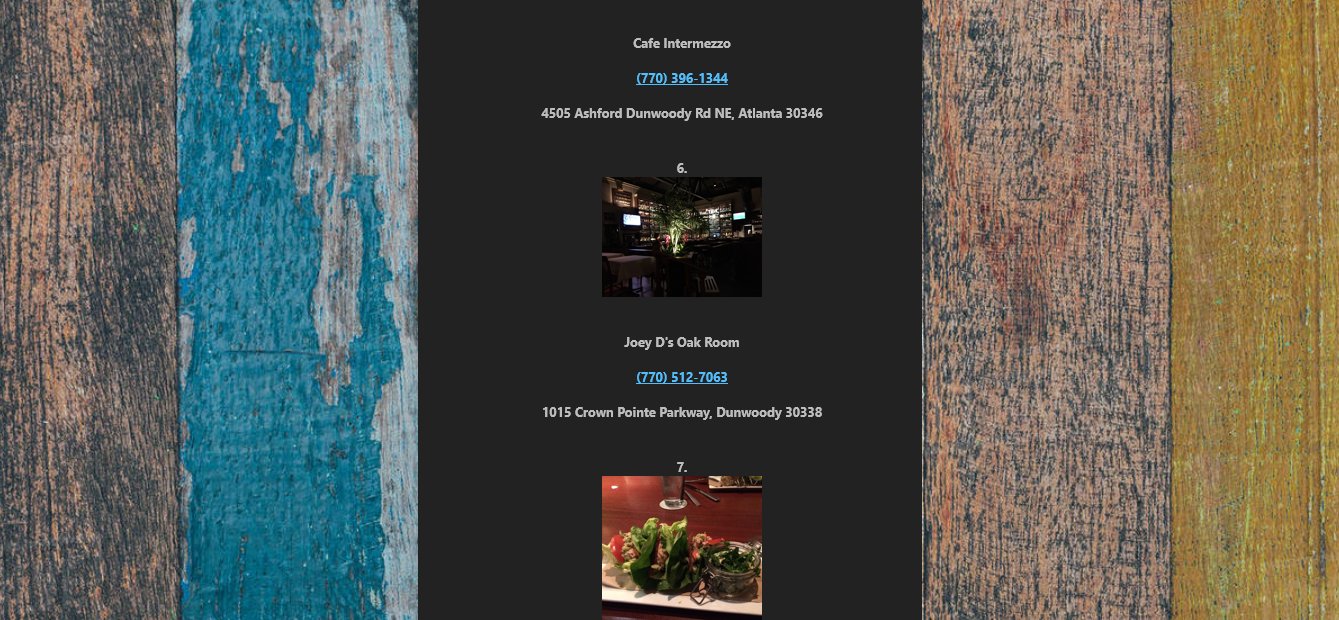 Cafe Intermezzo
(770) 396-1344
4505 Ashford Dunwoody Rd NE, Atlanta 30346
6.
Joey D's Oak Room
(770) 512-7063
1015 Crown Pointe Parkway, Dunwoody 30338
7.